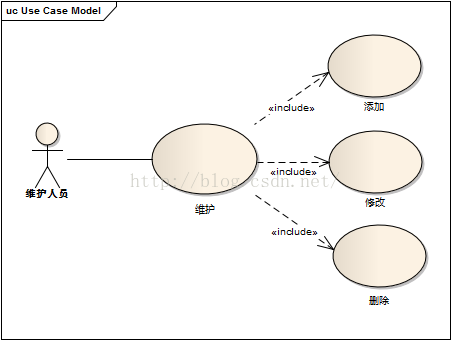 uc Use Case Model
«include»
添加
维护人员
http://blog.csdn.net/
维护
«include»
修改
«include»
删除